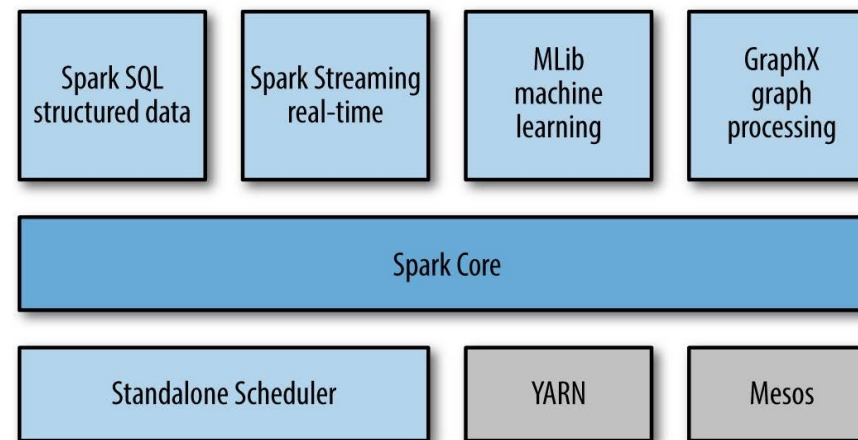 Spark SQL
structured data
Spark Streaming
real-time
MLib
machine
learning
GraphX
graph
processing
Spark Core
Standalone Scheduler
YARN
Mesos